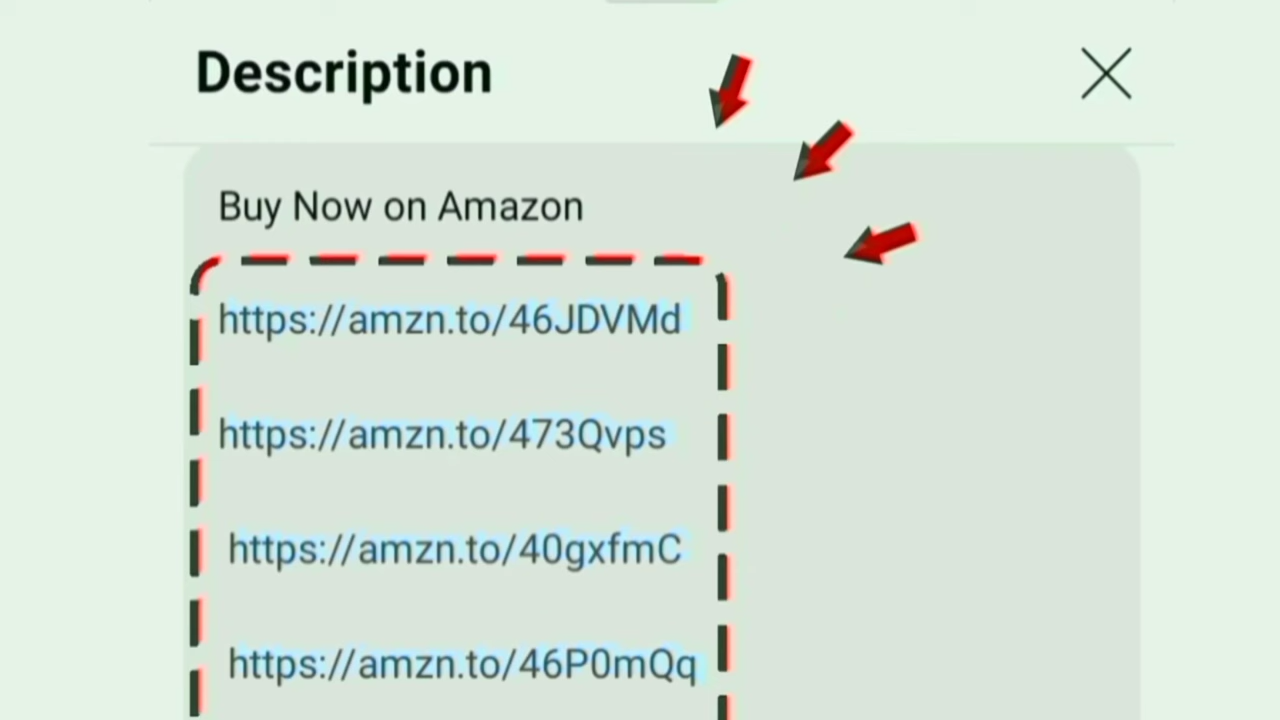 Description
Buy Now on Amazon
https://amzn.to/46JDVMd
https://amzn.to/473Qvps
https://amzn.to/40gxfmC
https://amzn.to/46P0mQq